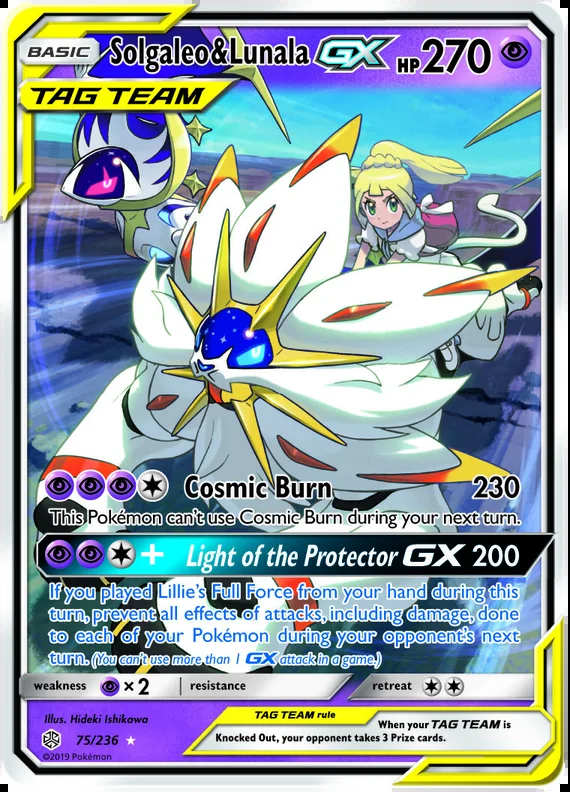 BASIC Solgaleo&Lunala GX HP 270
TAG TEAM
Cosmic Burn 230
This Pokémon can't use Cosmic Burn during your next turn.
+ Light of the Protector GX 200
If you played Lillie's Full Force from your hand during this
turn, prevent all effects of attacks, including damage, done
to each of your Pokémon during your opponent's next
turn. (You can't use more than 1 GX attack in a game.)
weakness ×2 resistance retreat
Illus. Hideki Ishikawa
75/236 ★
©2019 Pokémon
TAG TEAM rule
When your TAG TEAM is
Knocked Out, your opponent takes 3 Prize cards.